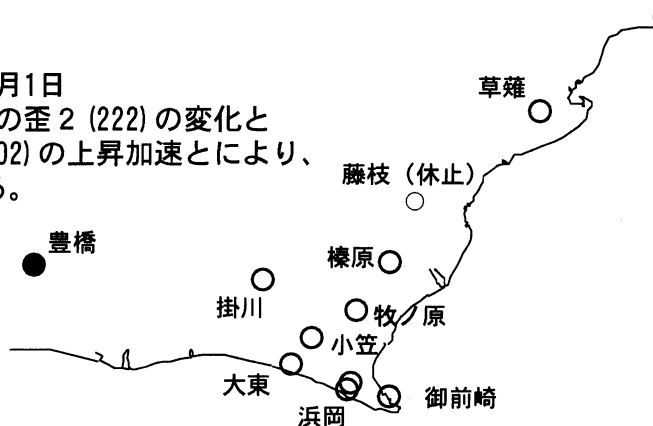 月1日
の歪２(222)の変化と
02)の上昇加速とにより、
る。
草薙
藤枝（休止）
豊橋
榛原
掛川
牧ノ原
小笠
大東
御前崎
浜岡